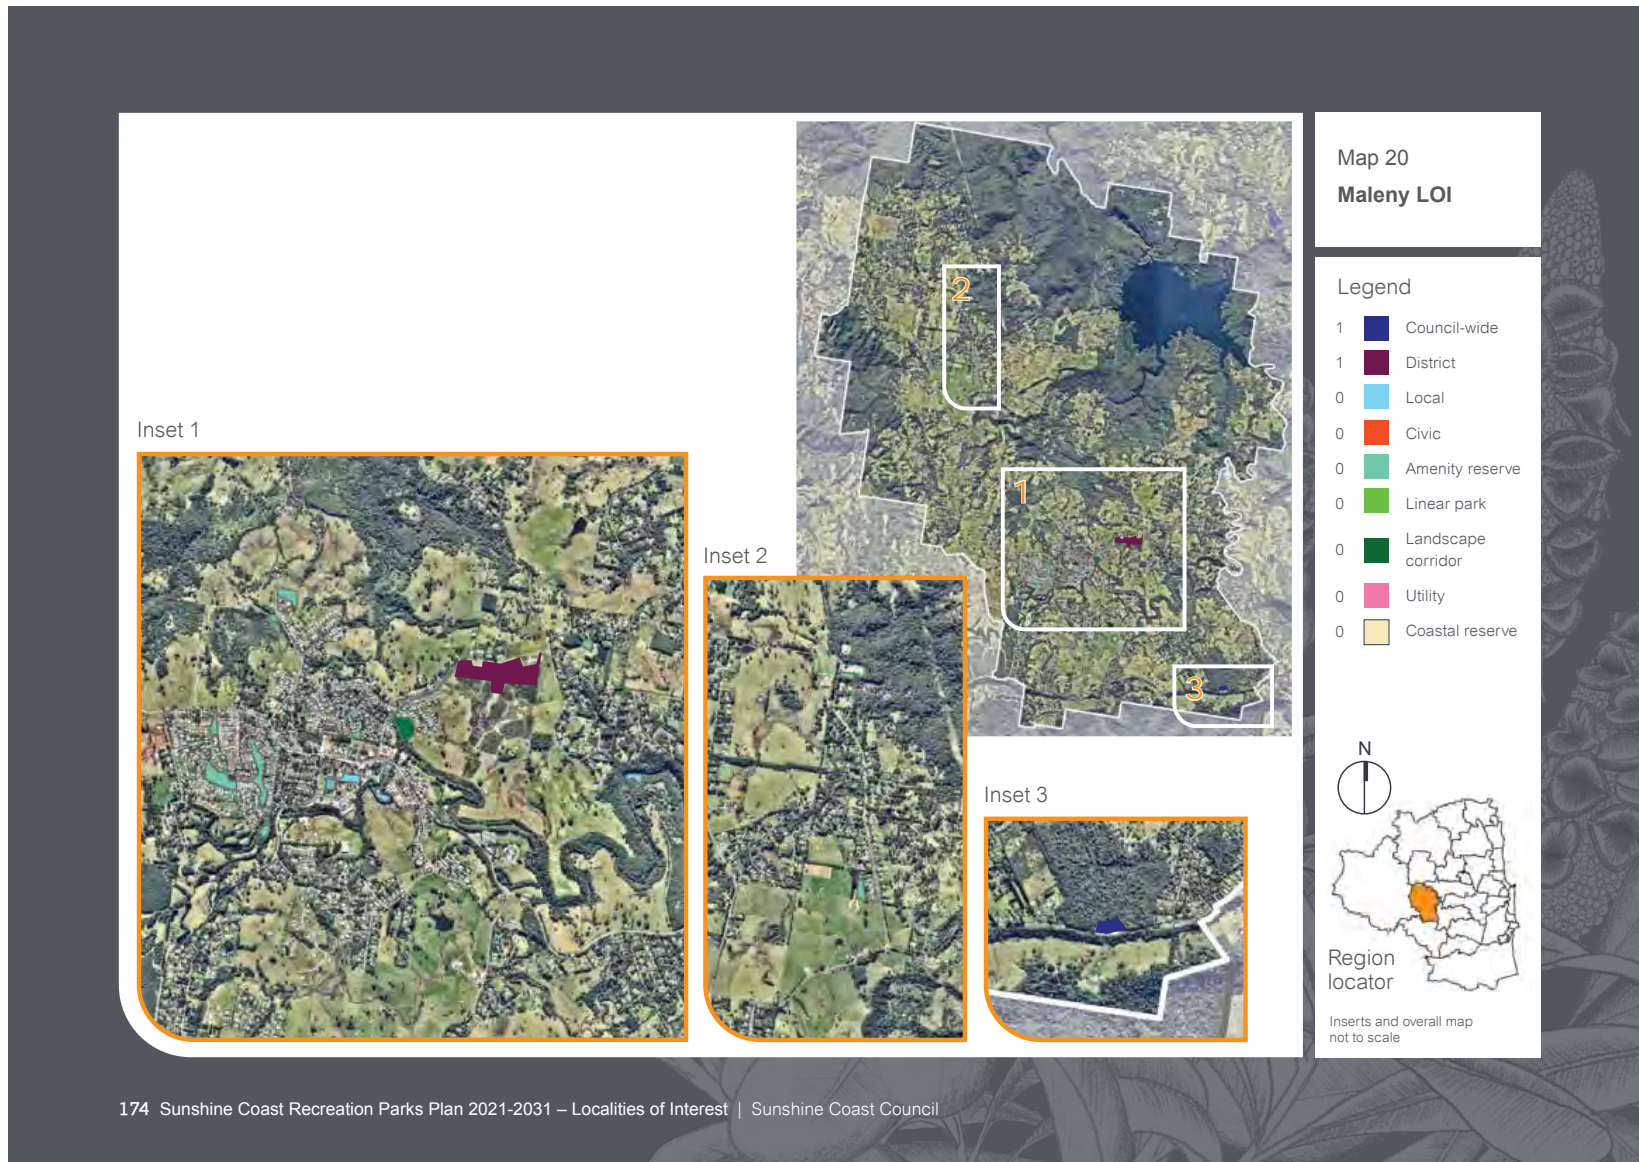 Map 20
Maleny LOI
Legend
1 Council-wide
1 District
0 Local
0 Civic
0 Amenity reserve
0 Linear park
0 Landscape
corridor
0 Utility
0 Coastal reserve
N
Region
locator
Inserts and overall map
not to scale
2
1
3
Inset 1
Inset 2
Inset 3
174 Sunshine Coast Recreation Parks Plan 2021-2031 – Localities of Interest | Sunshine Coast Council